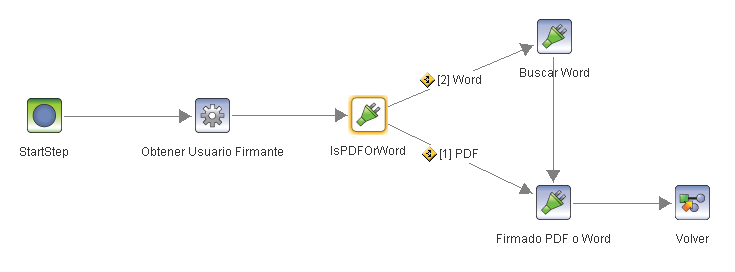 Buscar Word
[2] Word
StartStep
Obtener Usuario Firmante
IsPDFOrWord
[1] PDF
Firmado PDF o Word
Volver